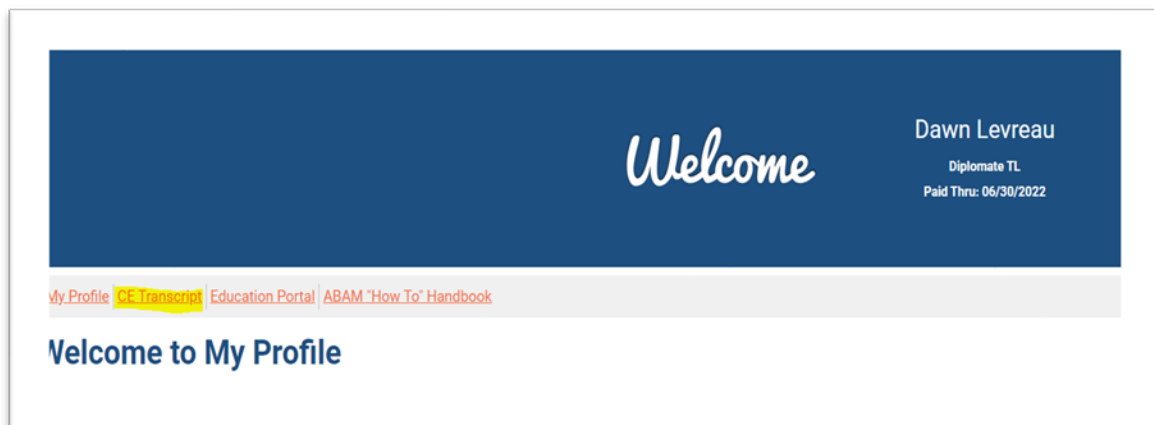 Welcome
Dawn Levreau
Diplomate TL
Paid Thru: 06/30/2022
My Profile CE Transcript Education Portal ABAM "How To" Handbook
Welcome to My Profile